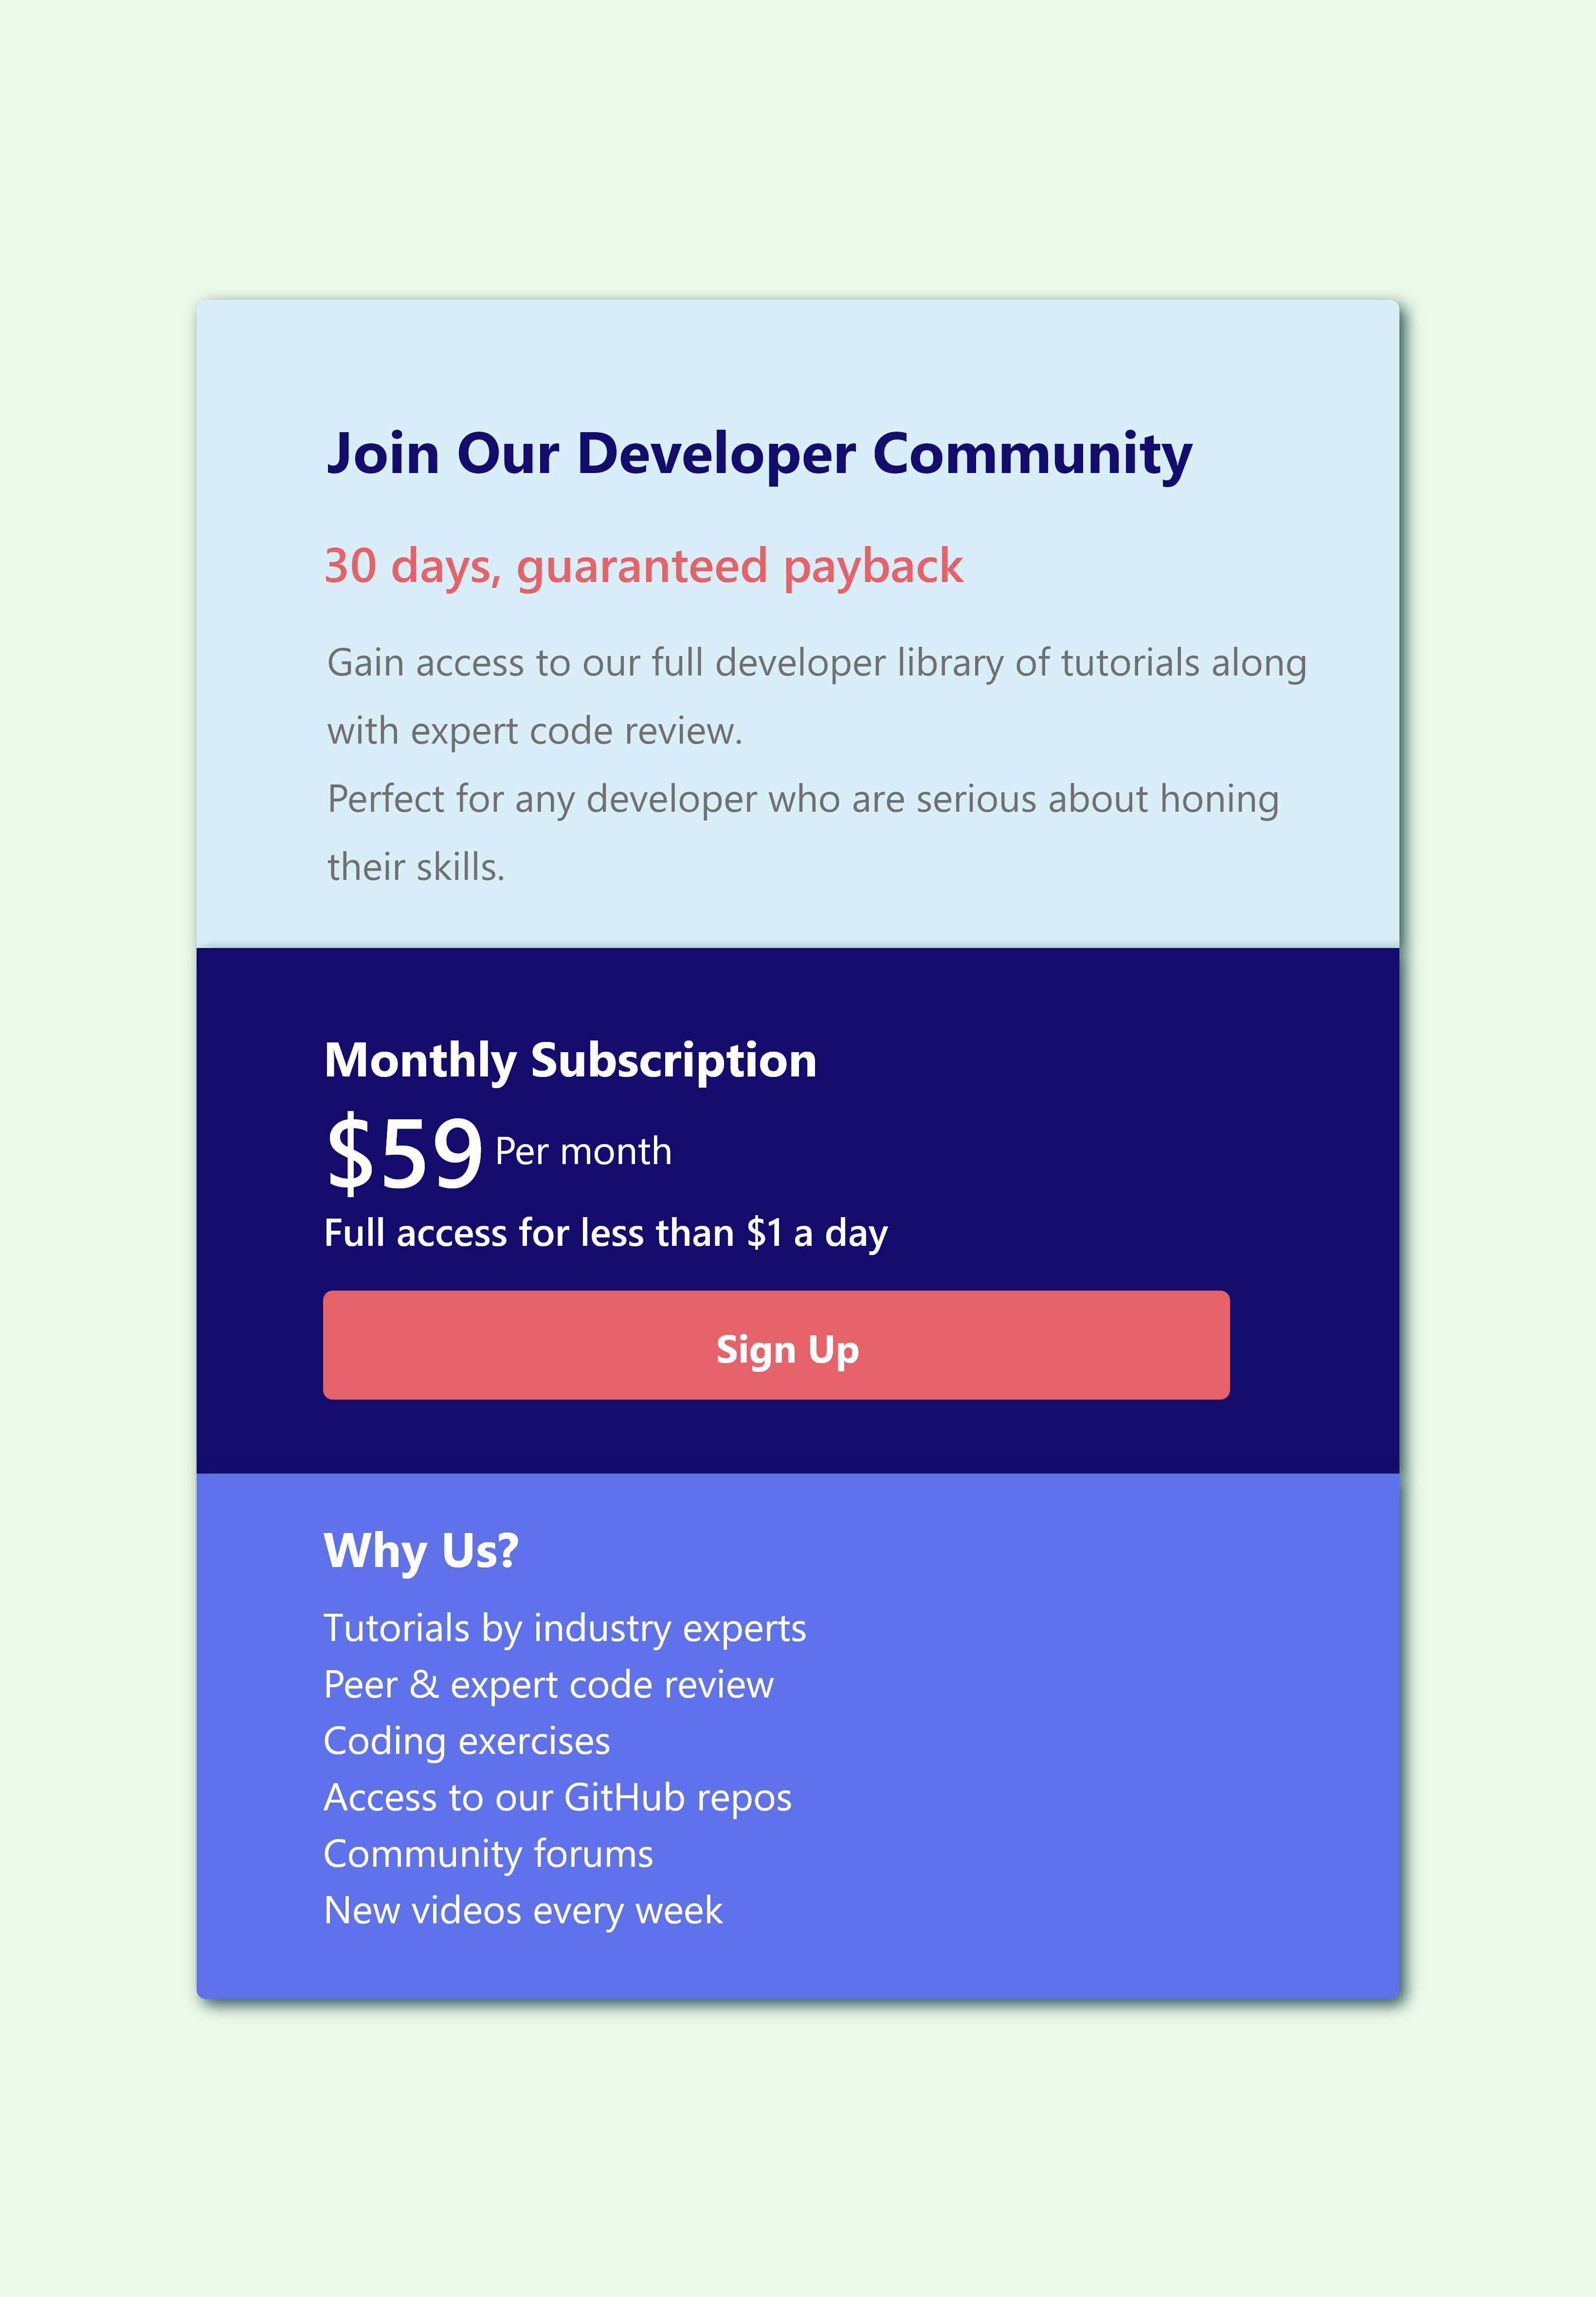 Join Our Developer Community
30 days, guaranteed payback
Gain access to our full developer library of tutorials along
with expert code review.
Perfect for any developer who are serious about honing
their skills.
Monthly Subscription
$59 Per month
Full access for less than $1 a day
Sign Up
Why Us?
Tutorials by industry experts
Peer & expert code review
Coding exercises
Access to our GitHub repos
Community forums
New videos every week